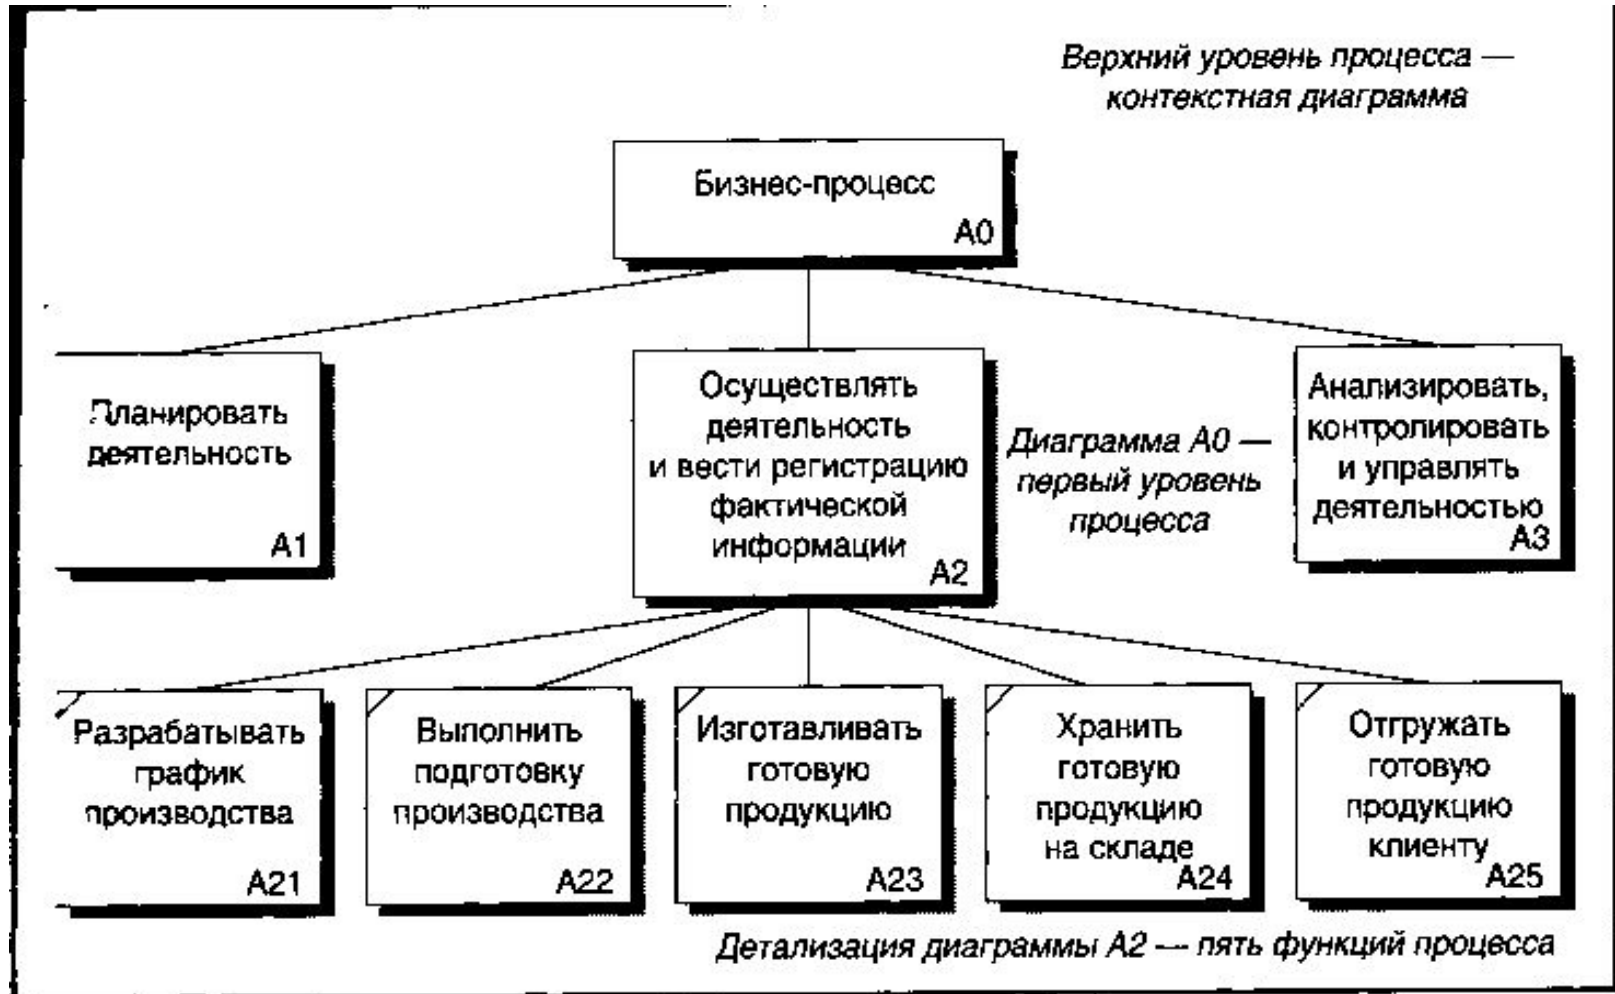 Верхний уровень процесса —
контекстная диаграмма
Бизнес-процесс
А0
Планировать
деятельность
А1
Осуществлять
деятельность
и вести регистрацию
фактической
информации
А2
Диаграмма А0 —
первый уровень
процесса
Анализировать,
контролировать
и управлять
деятельностью
А3
Разрабатывать
график
производства
А21
Выполнить
подготовку
производства
А22
Изготавливать
готовую
продукцию
А23
Хранить
готовую
продукцию
на складе
А24
Отгружать
готовую
продукцию
клиенту
А25
Детализация диаграммы А2 — пять функций процесса